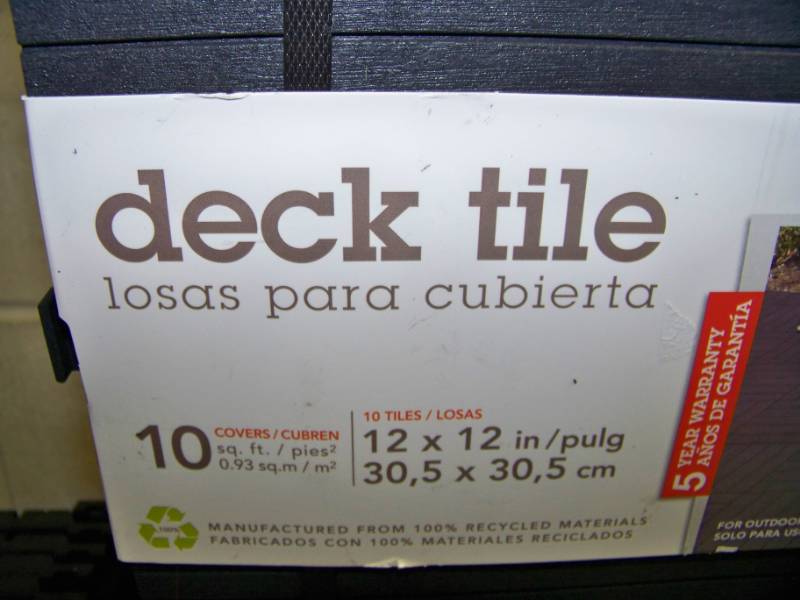 deck tile
losas para cubierta
10 COVERS / CUBREN
sq. ft. / pies²
0.93 sq.m / m²
10 TILES / LOSAS
12 x 12 in/pulg
30,5 x 30,5 cm
100%
MANUFACTURED FROM 100% RECYCLED MATERIALS
FABRICADOS CON 100% MATERIALES RECICLADOS
5 YEAR WARRANTY
AÑOS DE GARANTÍA
FOR OUTDOO
SOLO PARA US